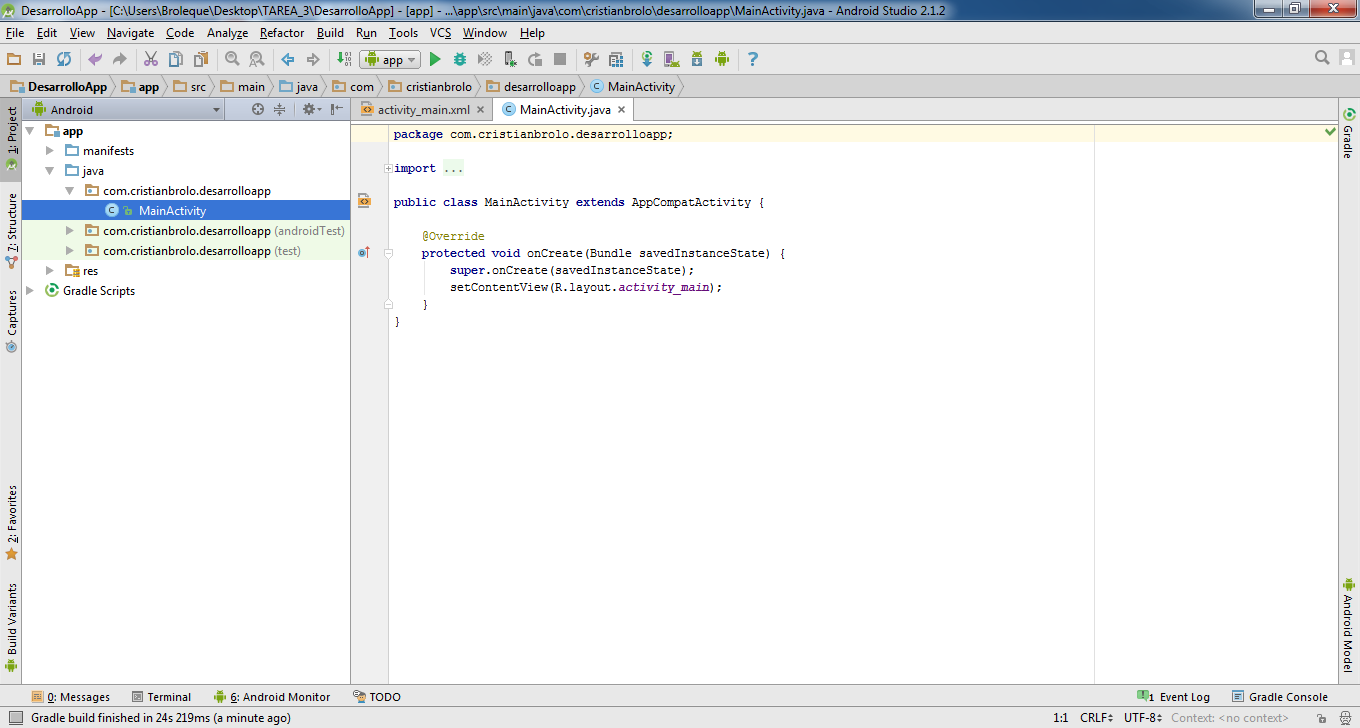 DesarrolloApp - [C:\Users\Broleque\Desktop\TAREA_3\DesarrolloApp] - [app] - ...\app\src\main\java\com\cristianbrolo\desarrolloapp\MainActivity.java - Android Studio 2.1.2
File Edit View Navigate Code Analyze Refactor Build Run Tools VCS Window Help
app
DesarrolloApp app src main java com cristianbrolo desarrolloapp MainActivity
1: Project
7: Structure
Captures
2: Favorites
Build Variants
Android
app
manifests
java
com.cristianbrolo.desarrolloapp
MainActivity
com.cristianbrolo.desarrolloapp (androidTest)
com.cristianbrolo.desarrolloapp (test)
res
Gradle Scripts
activity_main.xml MainActivity.java
package com.cristianbrolo.desarrolloapp;
import ...
public class MainActivity extends AppCompatActivity {
@Override
protected void onCreate(Bundle savedInstanceState) {
super.onCreate(savedInstanceState);
setContentView(R.layout.activity_main);
}
}
Gradle
Android Model
0: Messages Terminal 6: Android Monitor TODO 1 Event Log Gradle Console
Gradle build finished in 24s 219ms (a minute ago) 1:1 CRLF UTF-8 Context: <no context>